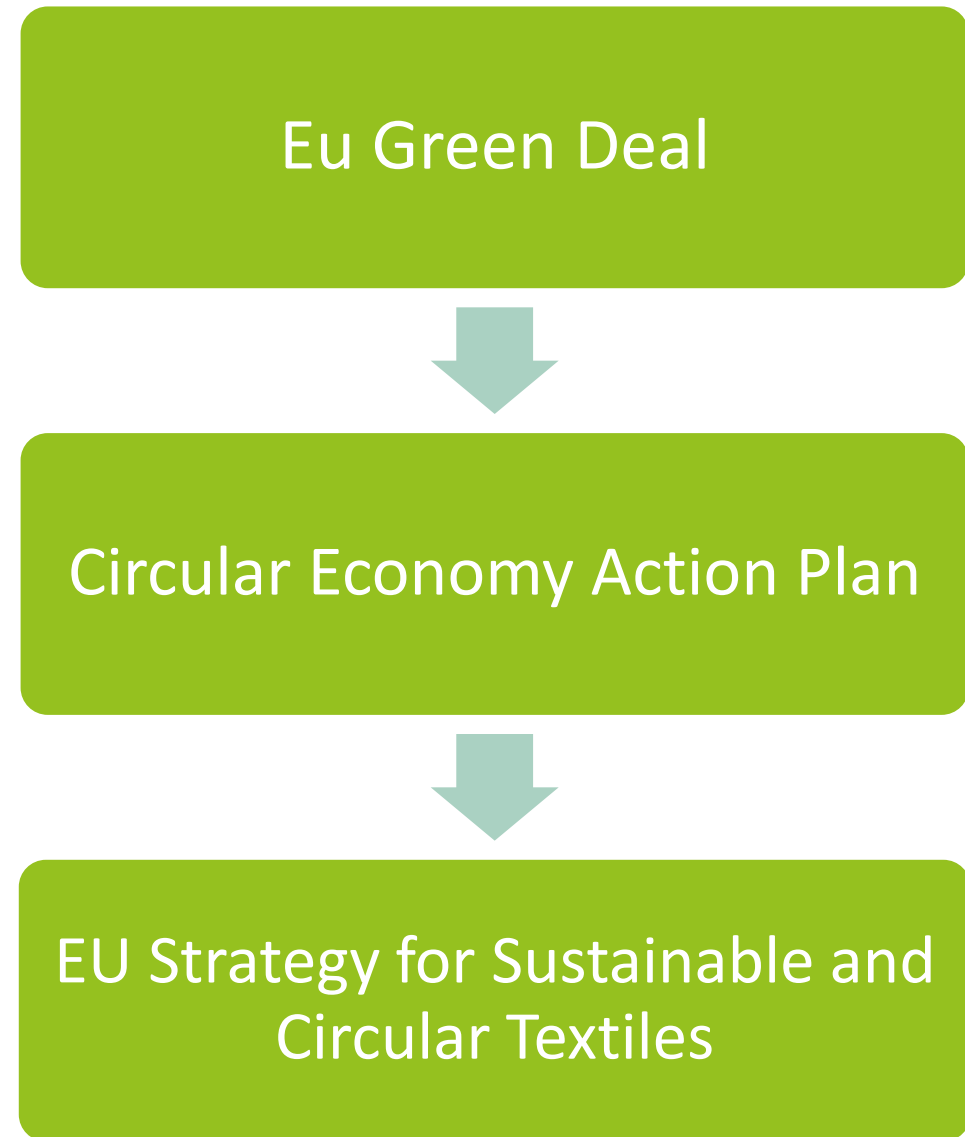 Eu Green Deal
Circular Economy Action Plan
EU Strategy for Sustainable and
Circular Textiles